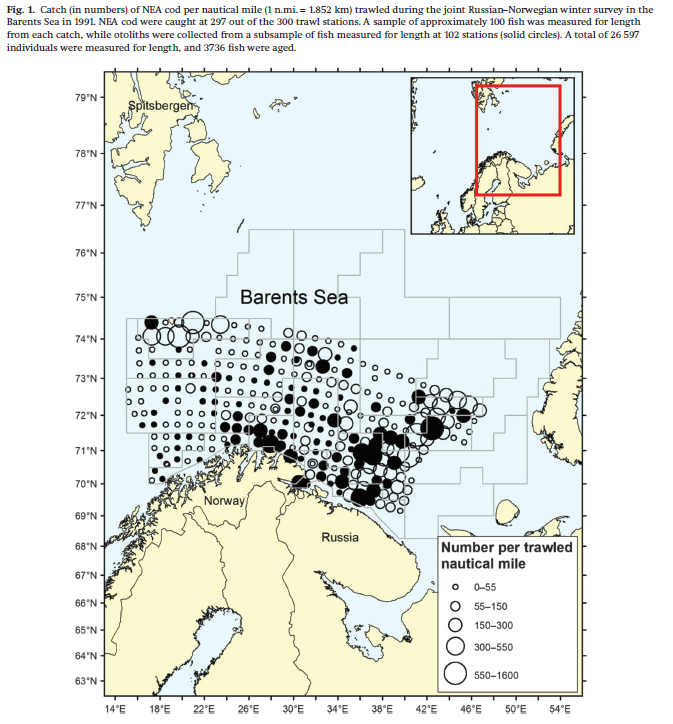 Fig. 1. Catch (in numbers) of NEA cod per nautical mile (1 n.mi. = 1.852 km) trawled during the joint Russian–Norwegian winter survey in the
Barents Sea in 1991. NEA cod were caught at 297 out of the 300 trawl stations. A sample of approximately 100 fish was measured for length
from each catch, while otoliths were collected from a subsample of fish measured for length at 102 stations (solid circles). A total of 26 597
individuals were measured for length, and 3736 fish were aged.
79°N
Spitsbergen
78°N
77°N
76°N
75°N
Barents Sea
74°N
73°N
72°N
71°N
70°N
Norway
69°N
Russia
68°N
67°N
66°N
65°N
64°N
63°N
Number per trawled
nautical mile
0–55
55–150
150–300
300–550
550–1600
14°E 18°E 22°E 26°E 30°E 34°E 38°E 42°E 46°E 50°E 54°E